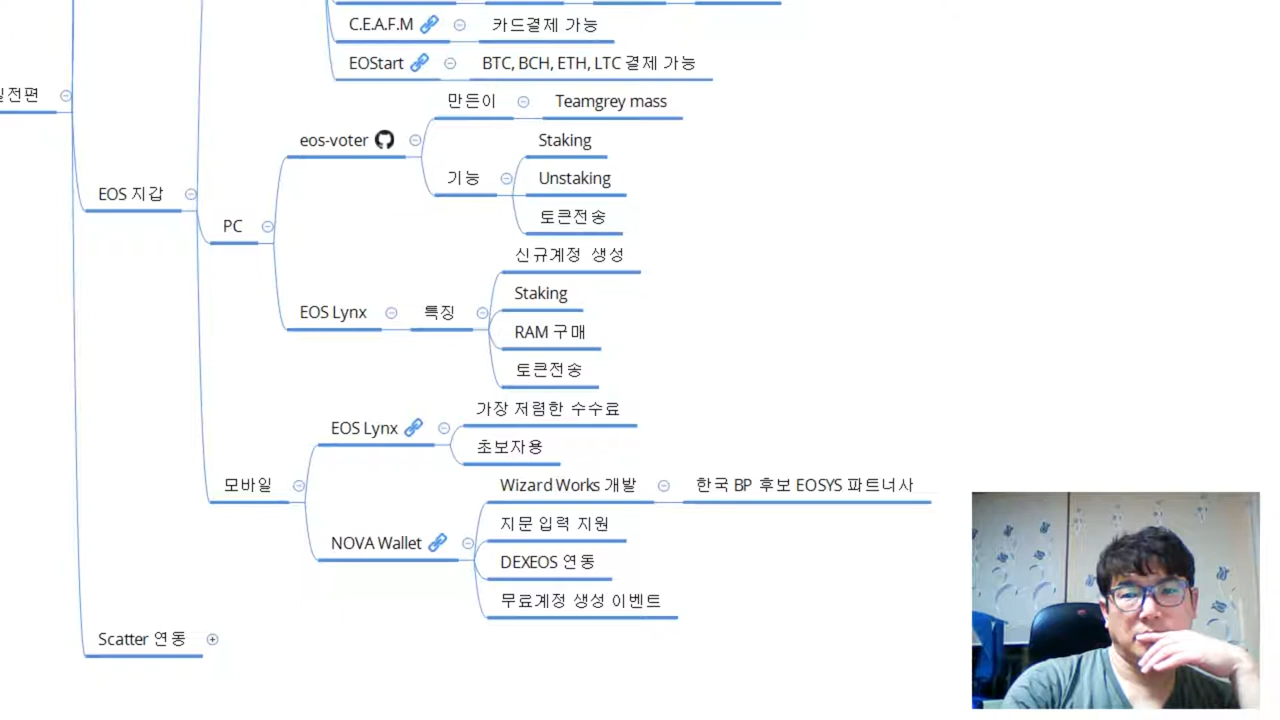 C.E.A.F.M
카드결제 가능
EOStart
BTC, BCH, ETH, LTC 결제 가능
EOS 지갑
PC
eos-voter
만든이
Teamgrey mass
기능
Staking
Unstaking
토큰전송
EOS Lynx
특징
신규계정 생성
Staking
RAM 구매
토큰전송
모바일
EOS Lynx
가장 저렴한 수수료
초보자용
NOVA Wallet
Wizard Works 개발
한국 BP 후보 EOSYS 파트너사
지문 입력 지원
DEXEOS 연동
무료계정 생성 이벤트
Scatter 연동